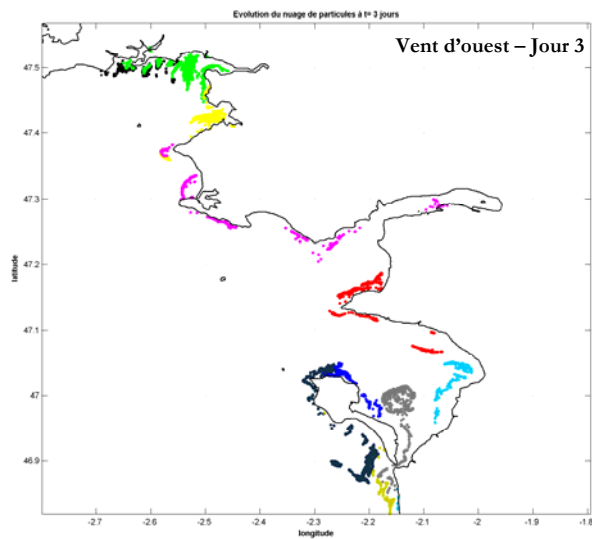 Evolution du nuage de particules à t= 3 jours
Vent d'ouest – Jour 3
47.5
47.4
47.3
47.2
47.1
47
46.9
latitude
-2.7 -2.6 -2.5 -2.4 -2.3 -2.2 -2.1 -2 -1.9 -1.8
longitude